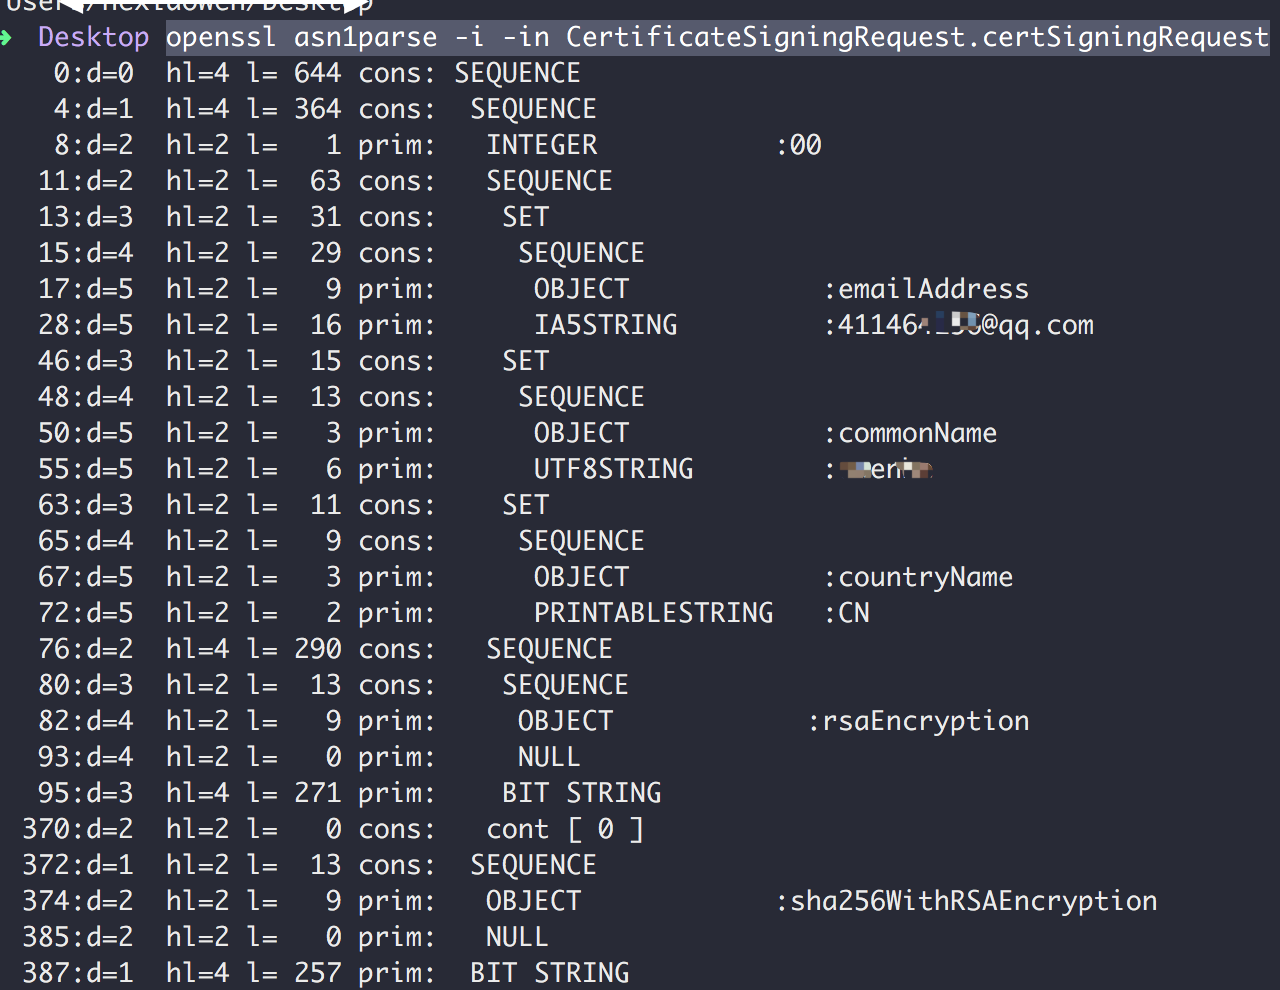 ➜ Desktop openssl asn1parse -i -in CertificateSigningRequest.certSigningRequest
0:d=0 hl=4 l= 644 cons: SEQUENCE
4:d=1 hl=4 l= 364 cons: SEQUENCE
8:d=2 hl=2 l= 1 prim: INTEGER :00
11:d=2 hl=2 l= 63 cons: SEQUENCE
13:d=3 hl=2 l= 31 cons: SET
15:d=4 hl=2 l= 29 cons: SEQUENCE
17:d=5 hl=2 l= 9 prim: OBJECT :emailAddress
28:d=5 hl=2 l= 16 prim: IA5STRING @qq.com
46:d=3 hl=2 l= 15 cons: SET
48:d=4 hl=2 l= 13 cons: SEQUENCE
50:d=5 hl=2 l= 3 prim: OBJECT :commonName
55:d=5 hl=2 l= 6 prim: UTF8STRING :
63:d=3 hl=2 l= 11 cons: SET
65:d=4 hl=2 l= 9 cons: SEQUENCE
67:d=5 hl=2 l= 3 prim: OBJECT :countryName
72:d=5 hl=2 l= 2 prim: PRINTABLESTRING :CN
76:d=2 hl=4 l= 290 cons: SEQUENCE
80:d=3 hl=2 l= 13 cons: SEQUENCE
82:d=4 hl=2 l= 9 prim: OBJECT :rsaEncryption
93:d=4 hl=2 l= 0 prim: NULL
95:d=3 hl=4 l= 271 prim: BIT STRING
370:d=2 hl=2 l= 0 cons: cont [ 0 ]
372:d=1 hl=2 l= 13 cons: SEQUENCE
374:d=2 hl=2 l= 9 prim: OBJECT :sha256WithRSAEncryption
385:d=2 hl=2 l= 0 prim: NULL
387:d=1 hl=4 l= 257 prim: BIT STRING